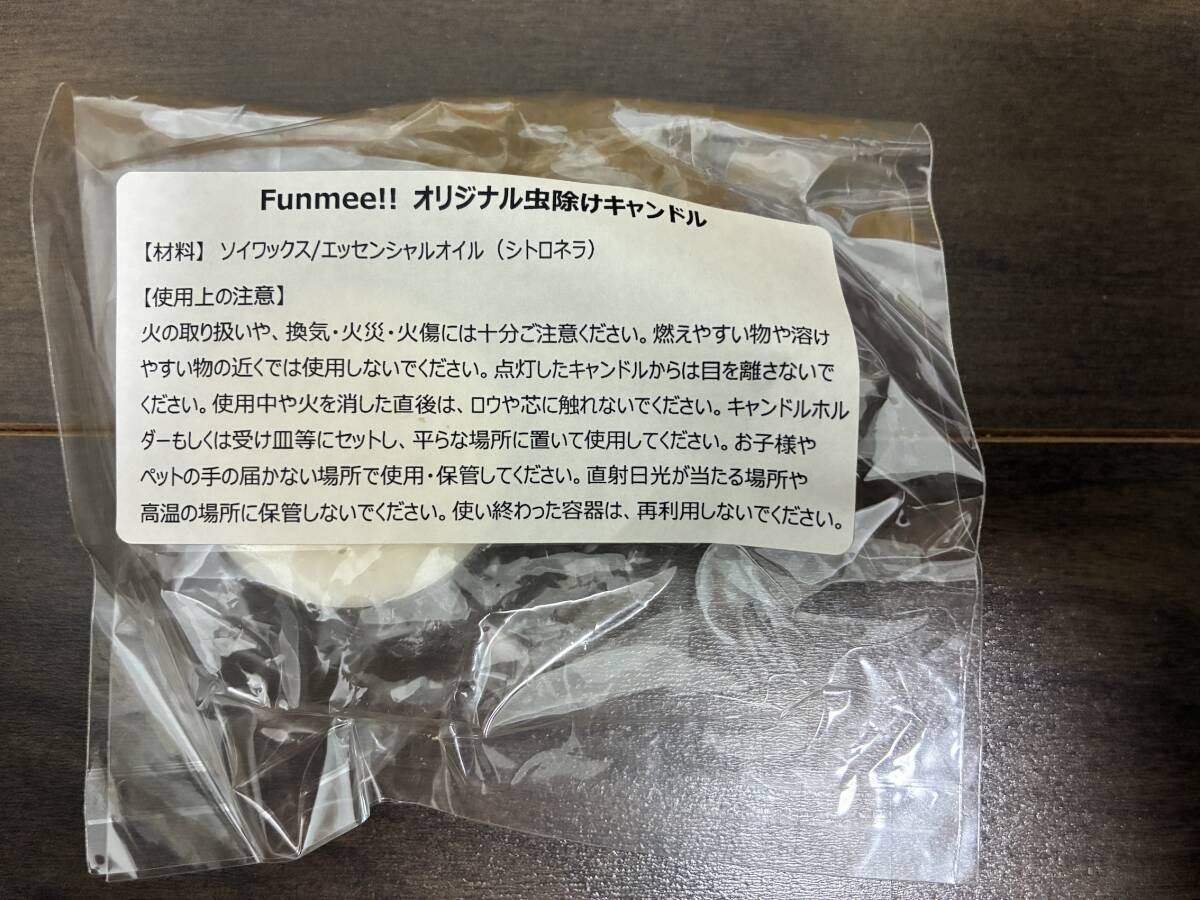 Funmee!! オリジナル虫除けキャンドル
【材料】 ソイワックス/エッセンシャルオイル（シトロネラ）
【使用上の注意】
火の取り扱いや、換気・火災・火傷には十分ご注意ください。燃えやすい物や溶け
やすい物の近くでは使用しないでください。点灯したキャンドルからは目を離さないで
ください。使用中や火を消した直後は、ロウや芯に触れないでください。キャンドルホル
ダーもしくは受け皿等にセットし、平らな場所に置いて使用してください。お子様や
ペットの手の届かない場所で使用・保管してください。直射日光が当たる場所や
高温の場所に保管しないでください。使い終わった容器は、再利用しないでください。